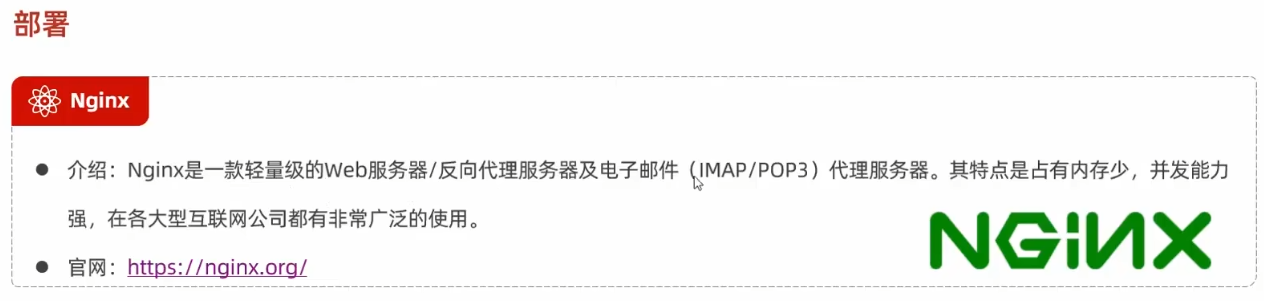 部署
Nginx
● 介绍：Nginx是一款轻量级的Web服务器/反向代理服务器及电子邮件（IMAP/POP3）代理服务器。其特点是占有内存少，并发能力
强，在各大型互联网公司都有非常广泛的使用。
● 官网：https://nginx.org/
NGINX